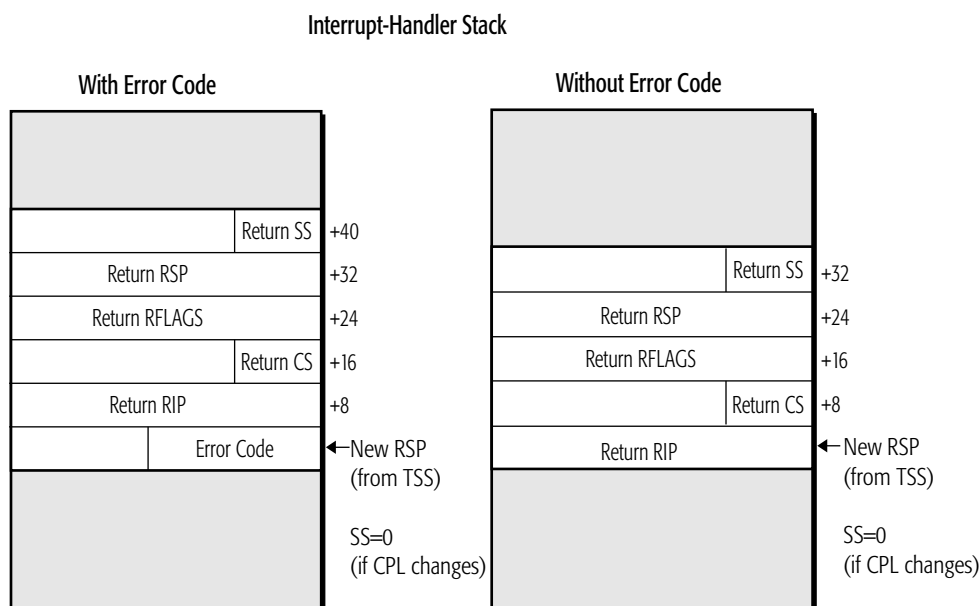 Interrupt-Handler Stack
With Error Code
Return SS +40
Return RSP +32
Return RFLAGS +24
Return CS +16
Return RIP +8
Error Code New RSP
(from TSS)
SS=0
(if CPL changes)
Without Error Code
Return SS +32
Return RSP +24
Return RFLAGS +16
Return CS +8
Return RIP New RSP
(from TSS)
SS=0
(if CPL changes)